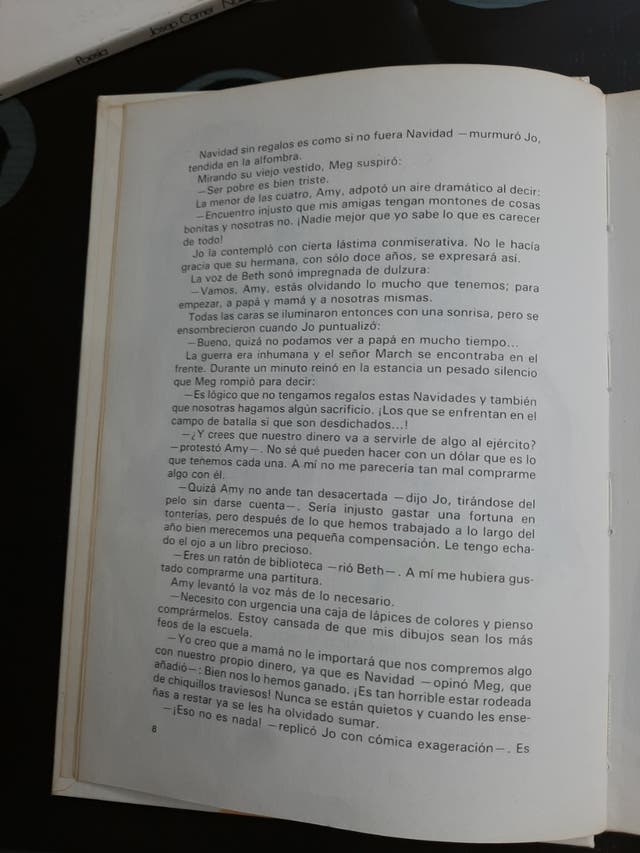 Poesia
Josep Carner
Navidad sin regalos es como si no fuera Navidad —murmuró Jo,
tendida en la alfombra.
Mirando su viejo vestido, Meg suspiró:
—Ser pobre es bien triste.
La menor de las cuatro, Amy, adpotó un aire dramático al decir:
—Encuentro injusto que mis amigas tengan montones de cosas
bonitas y nosotras no. ¡Nadie mejor que yo sabe lo que es carecer
de todo!
Jo la contempló con cierta lástima conmiserativa. No le hacía
gracia que su hermana, con sólo doce años, se expresará así.
La voz de Beth sonó impregnada de dulzura:
—Vamos, Amy, estás olvidando lo mucho que tenemos; para
empezar, a papá y mamá y a nosotras mismas.
Todas las caras se iluminaron entonces con una sonrisa, pero se
ensombrecieron cuando Jo puntualizó:
—Bueno, quizá no podamos ver a papá en mucho tiempo...
La guerra era inhumana y el señor March se encontraba en el
frente. Durante un minuto reinó en la estancia un pesado silencio
que Meg rompió para decir:
—Es lógico que no tengamos regalos estas Navidades y también
que nosotras hagamos algún sacrificio. ¡Los que se enfrentan en el
campo de batalla si que son desdichados...!
—¿Y crees que nuestro dinero va a servirle de algo al ejército?
—protestó Amy—. No sé qué pueden hacer con un dólar que es lo
que tenemos cada una. A mí no me parecería tan mal comprarme
algo con él.
—Quizá Amy no ande tan desacertada —dijo Jo, tirándose del
pelo sin darse cuenta—. Sería injusto gastar una fortuna en
tonterías, pero después de lo que hemos trabajado a lo largo del
año bien merecemos una pequeña compensación. Le tengo echa-
do el ojo a un libro precioso.
—Eres un ratón de biblioteca —rió Beth—. A mí me hubiera gus-
tado comprarme una partitura.
Amy levantó la voz más de lo necesario.
—Necesito con urgencia una caja de lápices de colores y pienso
comprármelos. Estoy cansada de que mis dibujos sean los más
feos de la escuela.
—Yo creo que a mamá no le importará que nos compremos algo
con nuestro propio dinero, ya que es Navidad —opinó Meg, que
añadió—: Bien nos lo hemos ganado. ¡Es tan horrible estar rodeada
de chiquillos traviesos! Nunca se están quietos y cuando les ense-
ñas a restar ya se les ha olvidado sumar.
—¡Eso no es nada! —replicó Jo con cómica exageración—. Es
8